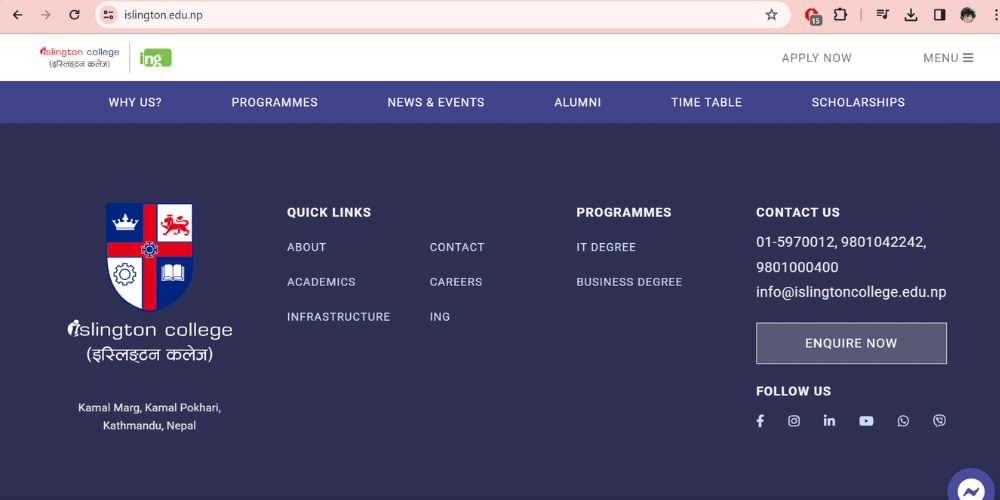 islington.edu.np
15
islington college
(इस्लिङ्टन कलेज)
ing
APPLY NOW
MENU
WHY US?
PROGRAMMES
NEWS & EVENTS
ALUMNI
TIME TABLE
SCHOLARSHIPS
islington college
(इस्लिङ्टन कलेज)
Kamal Marg, Kamal Pokhari,
Kathmandu, Nepal
QUICK LINKS
ABOUT
CONTACT
ACADEMICS
CAREERS
INFRASTRUCTURE
ING
PROGRAMMES
IT DEGREE
BUSINESS DEGREE
CONTACT US
01-5970012, 9801042242,
9801000400
info@islingtoncollege.edu.np
ENQUIRE NOW
FOLLOW US